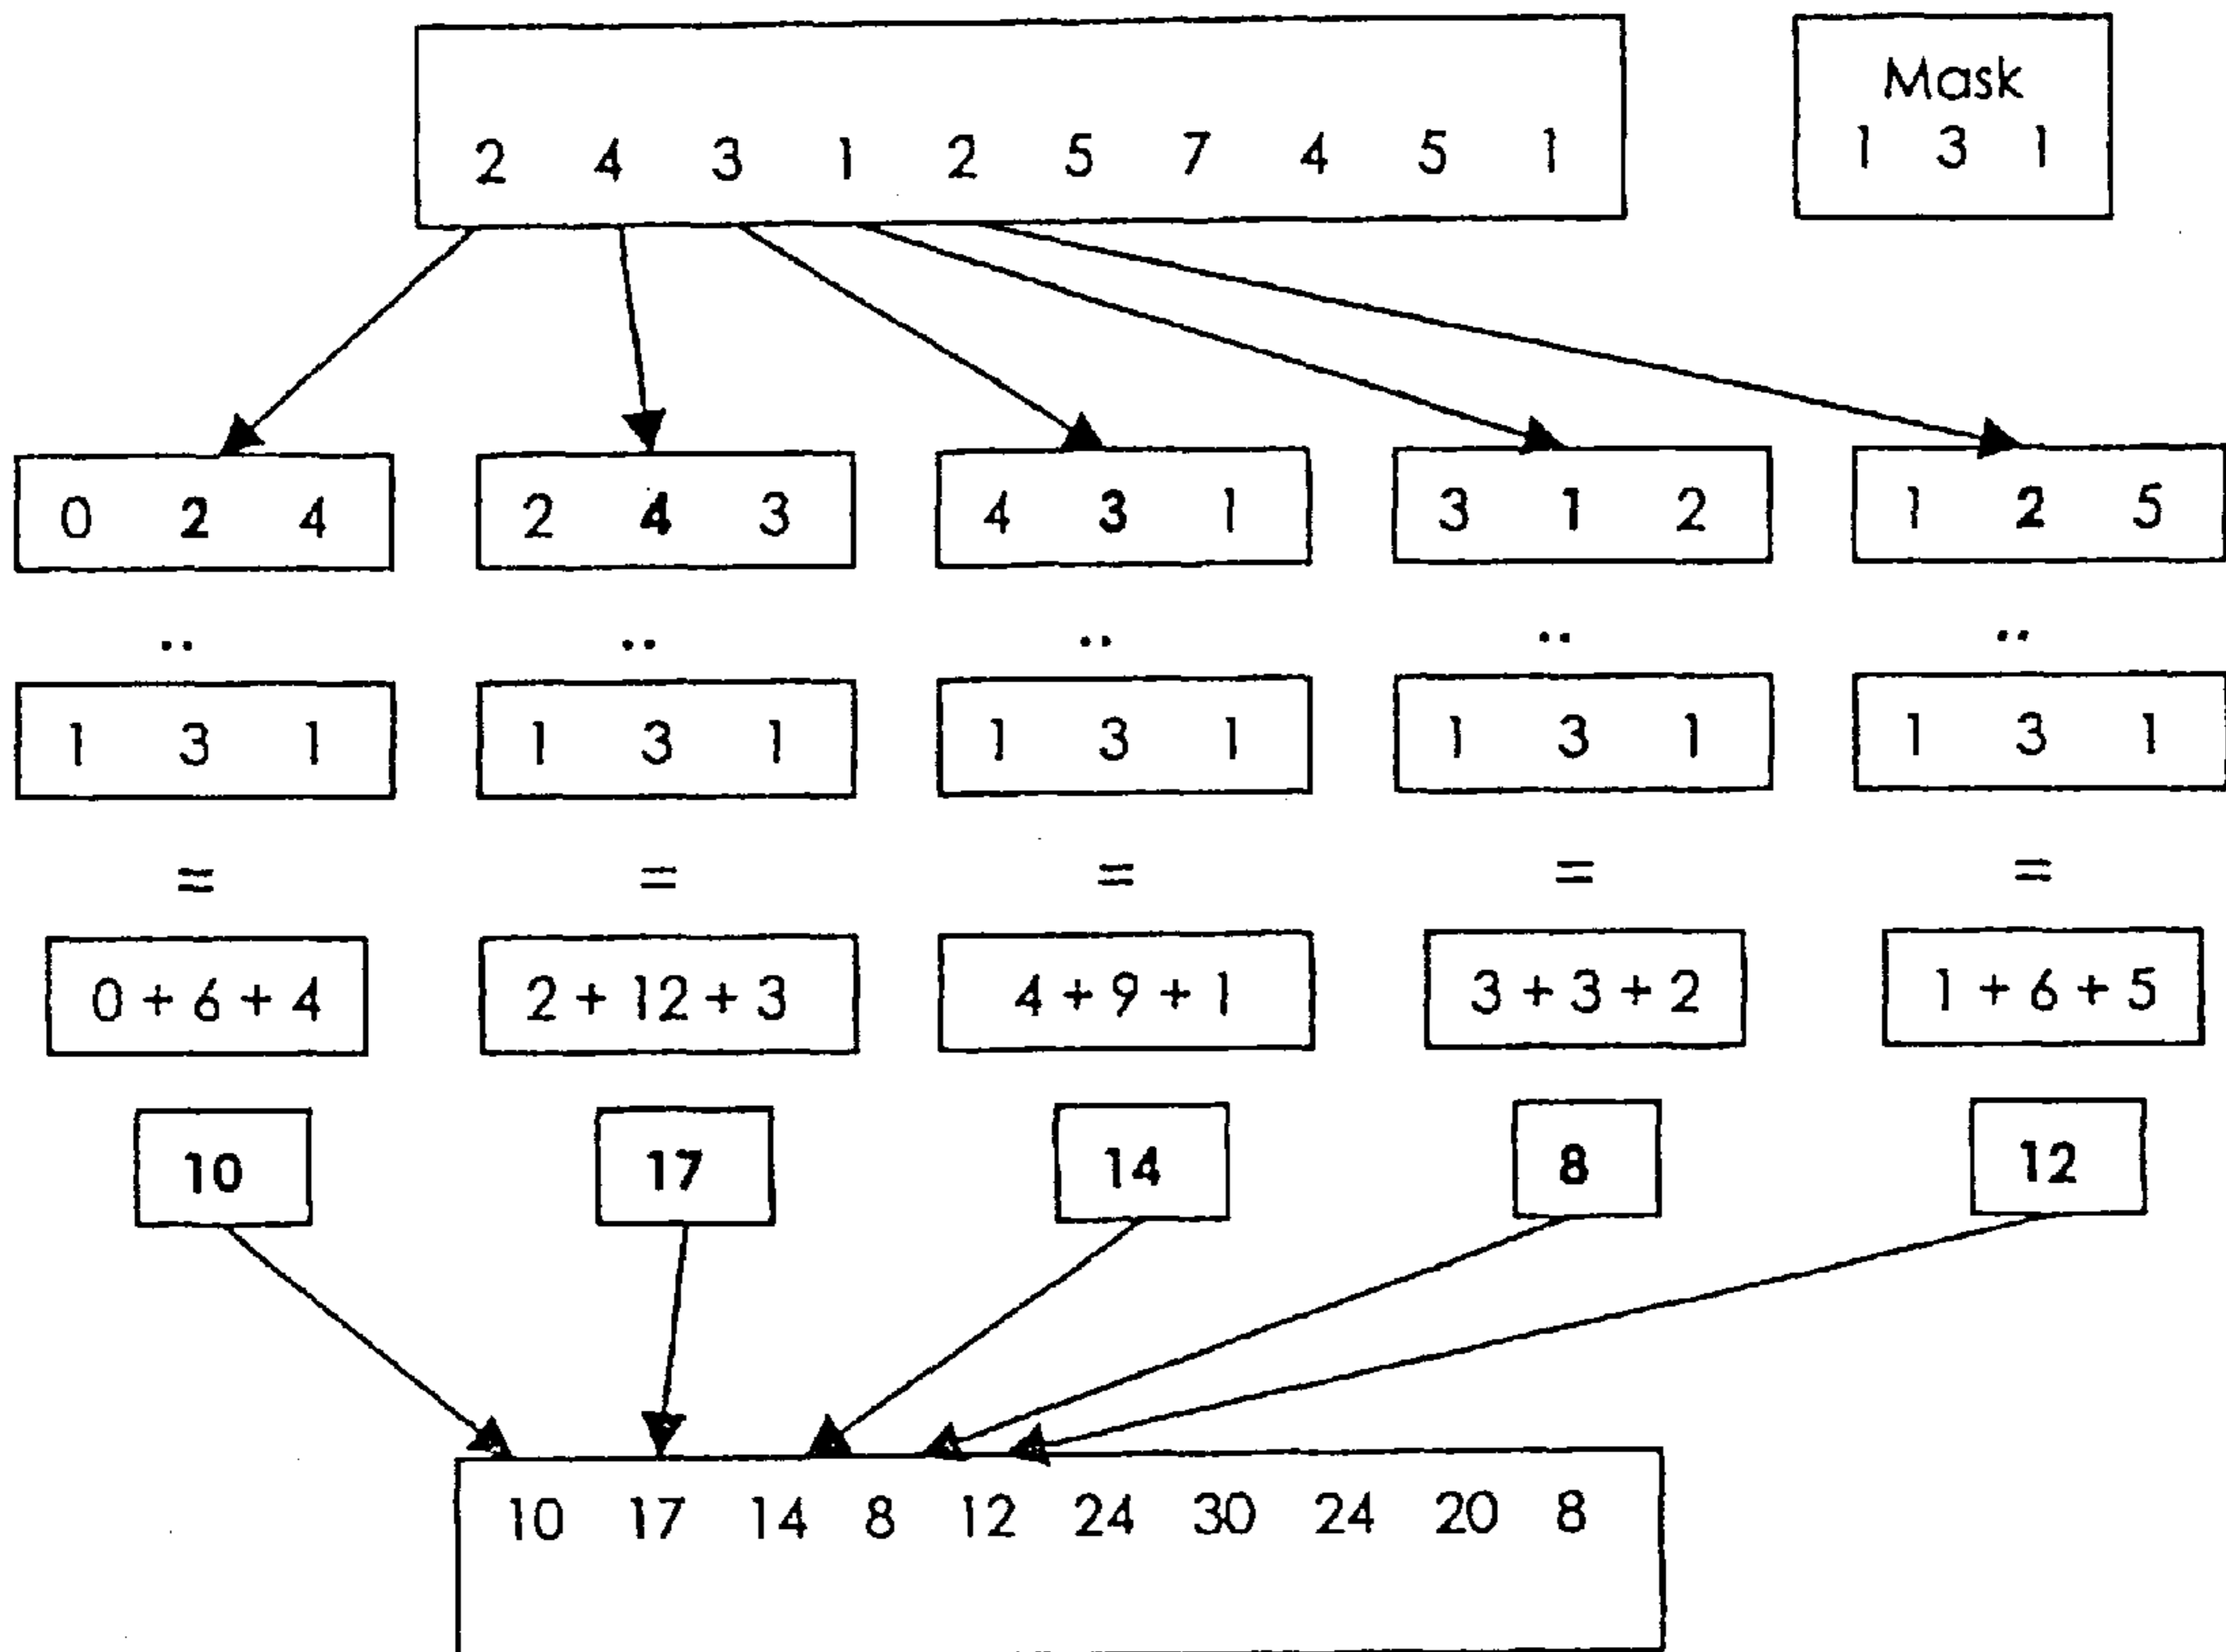 Mask
2 4 3 1 2 5 7 4 5 1
1 3 1
0 2 4
2 4 3
4 3 1
3 1 2
1 2 5
..
..
..
..
..
1 3 1
1 3 1
1 3 1
1 3 1
1 3 1
=
=
=
=
=
0 + 6 + 4
2 + 12 + 3
4 + 9 + 1
3 + 3 + 2
1 + 6 + 5
10
17
14
8
12
10 17 14 8 12 24 30 24 20 8